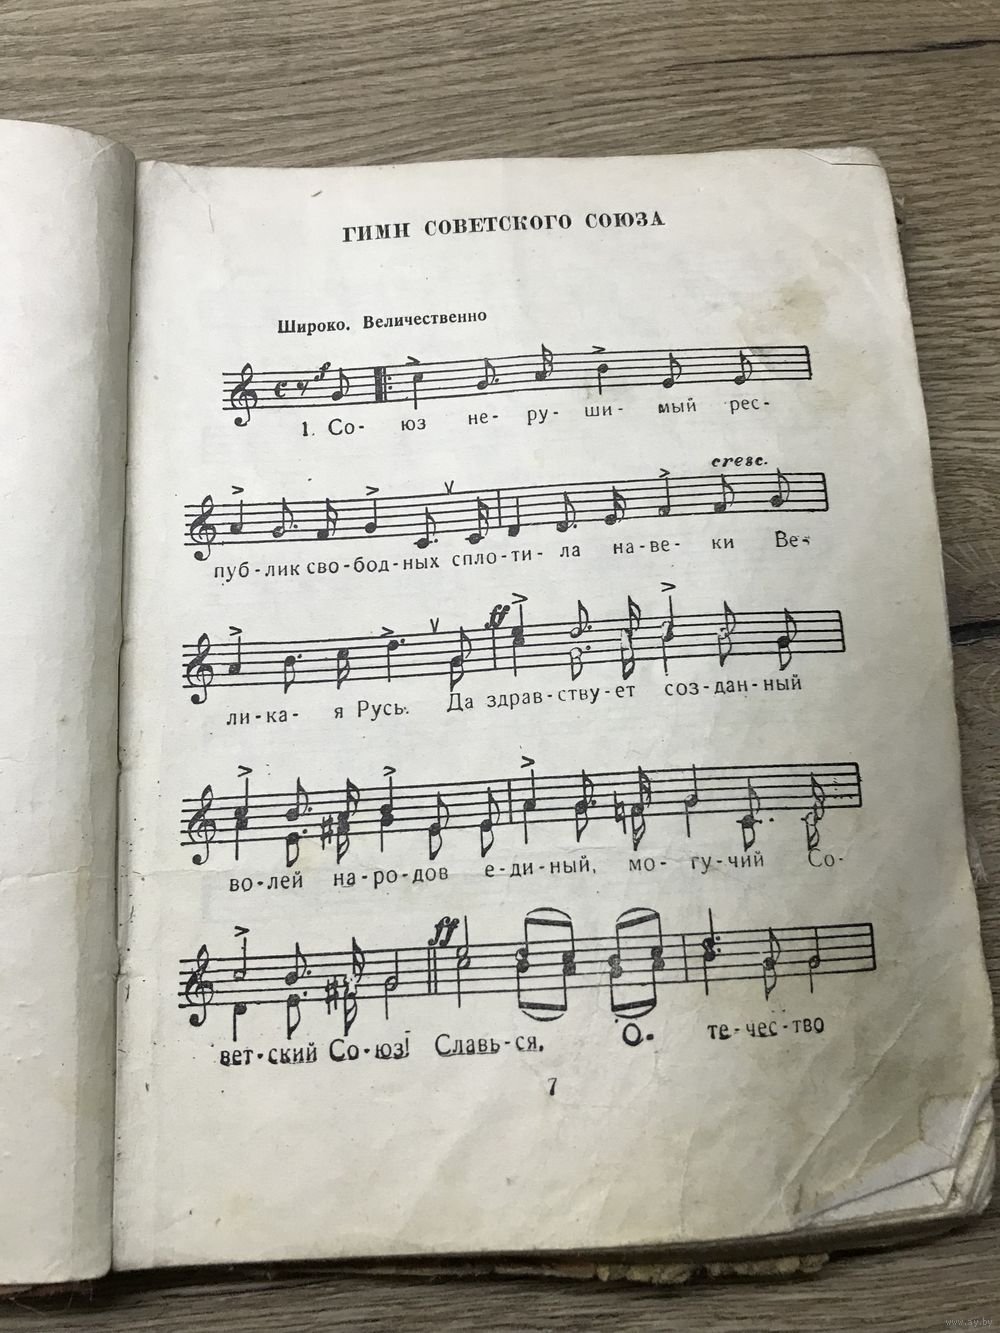 ГИМН СОВЕТСКОГО СОЮЗА
Широко. Величественно
f
1. Со- юз не- ру- ши- мый рес-
cresc.
пуб-лик сво-бод-ных спло-ти- ла на-ве- ки Ве-
ff
ли-ка- я Русь. Да здрав-ству-ет соз-дан-ный
во-лей на-ро-дов е-ди-ный, мо- гу-чий Со-
ff
вет-ский Со-юз! Славь-ся, О- те-чес-тво
7
www.ay.by